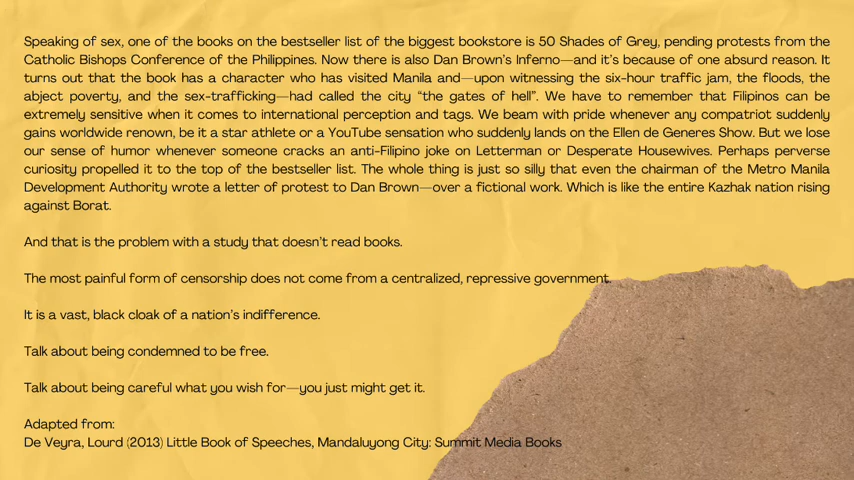 Speaking of sex, one of the books on the bestseller list of the biggest bookstore is 50 Shades of Grey, pending protests from the
Catholic Bishops Conference of the Philippines. Now there is also Dan Brown's Inferno—and it's because of one absurd reason. It
turns out that the book has a character who has visited Manila and—upon witnessing the six-hour traffic jam, the floods, the
abject poverty, and the sex-trafficking—had called the city "the gates of hell". We have to remember that Filipinos can be
extremely sensitive when it comes to international perception and tags. We beam with pride whenever any compatriot suddenly
gains worldwide renown, be it a star athlete or a YouTube sensation who suddenly lands on the Ellen de Generes Show. But we lose
our sense of humor whenever someone cracks an anti-Filipino joke on Letterman or Desperate Housewives. Perhaps perverse
curiosity propelled it to the top of the bestseller list. The whole thing is just so silly that even the chairman of the Metro Manila
Development Authority wrote a letter of protest to Dan Brown—over a fictional work. Which is like the entire Kazhak nation rising
against Borat.
And that is the problem with a study that doesn't read books.
The most painful form of censorship does not come from a centralized, repressive government.
It is a vast, black cloak of a nation's indifference.
Talk about being condemned to be free.
Talk about being careful what you wish for—you just might get it.
Adapted from:
De Veyra, Lourd (2013) Little Book of Speeches, Mandaluyong City: Summit Media Books